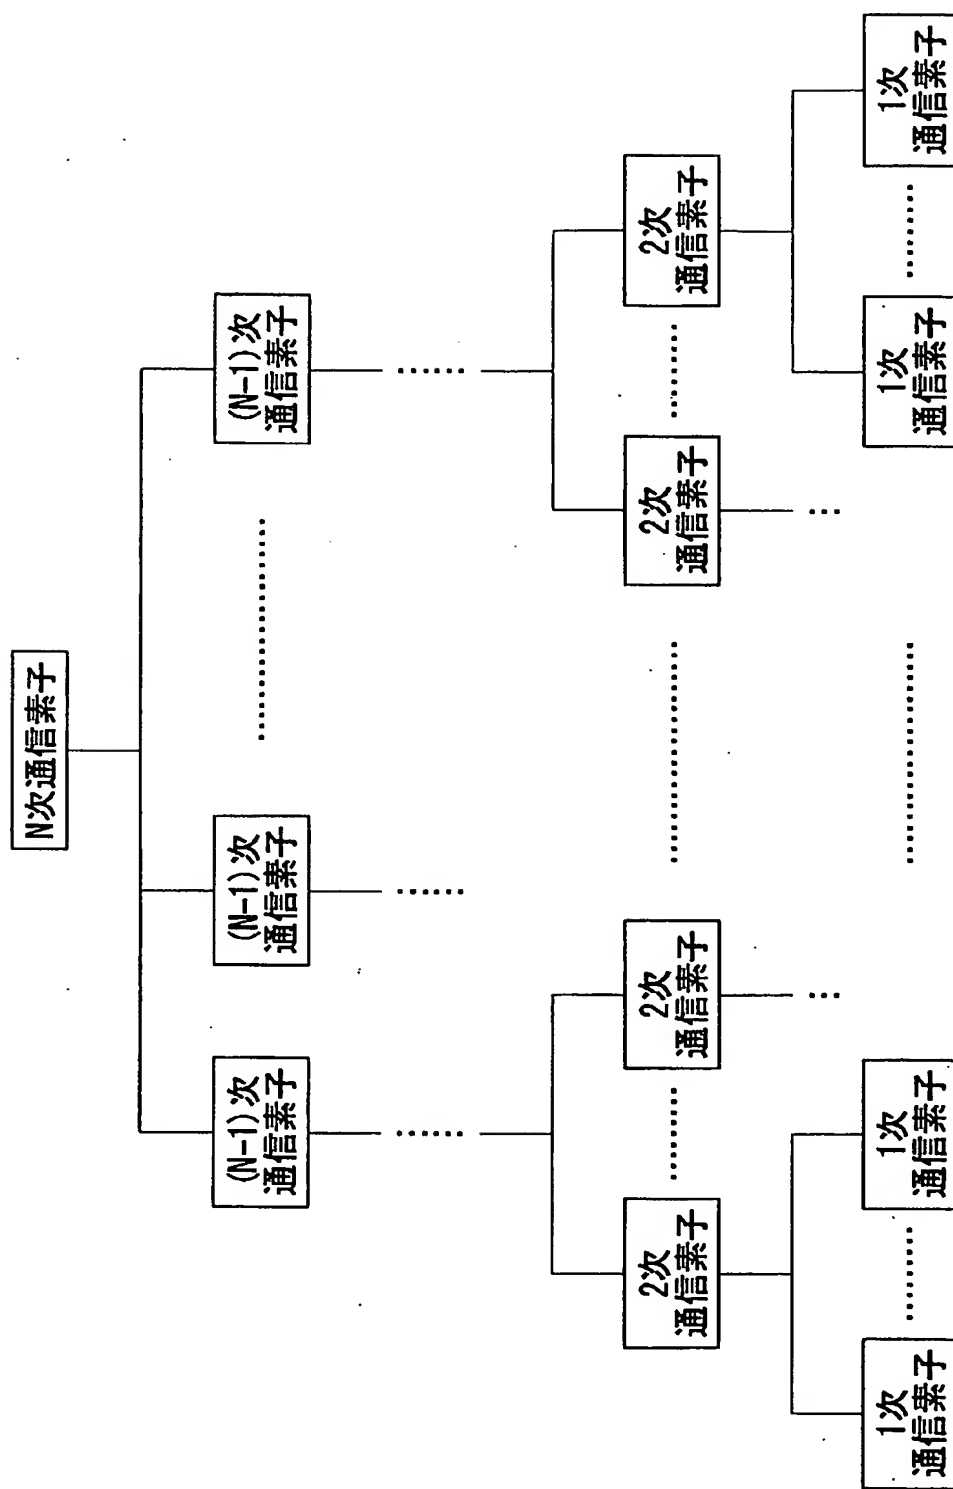 N次通信素子
(N-1)次
通信素子
(N-1)次
通信素子
................
(N-1)次
通信素子
......
......
......
2次
通信素子
........
2次
通信素子
................
2次
通信素子
........
2次
通信素子
...
...
1次
通信素子
........
1次
通信素子
................
1次
通信素子
........
1次
通信素子